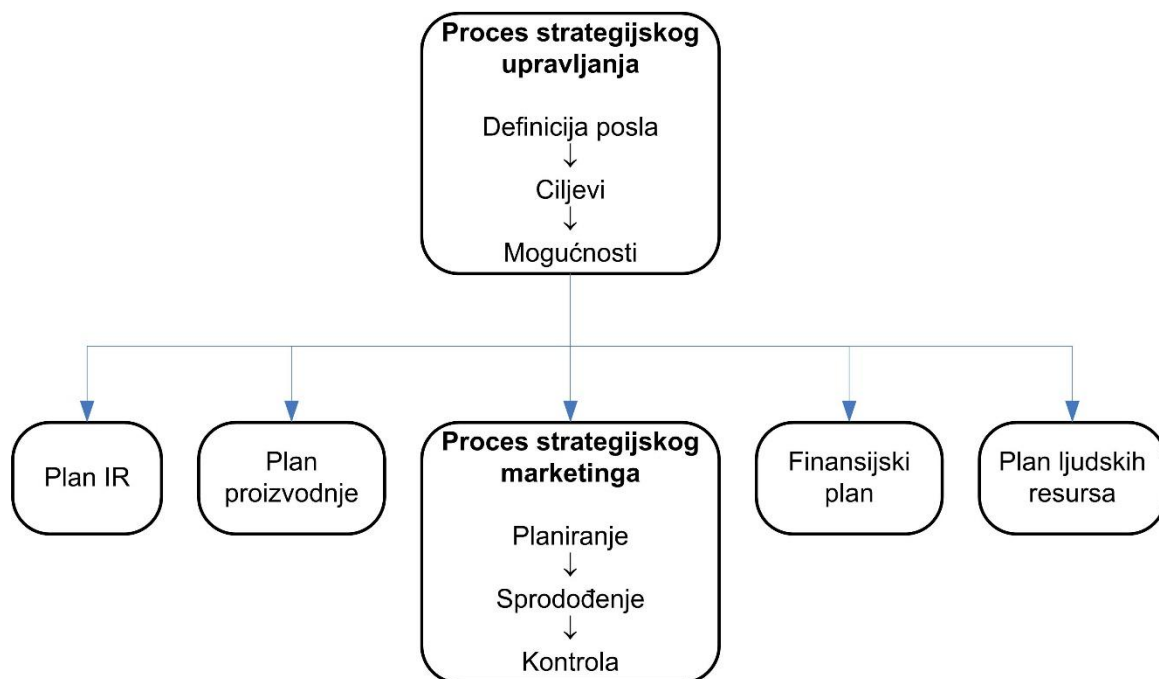 Proces strategijskog
upravljanja
Definicija posla
↓
Ciljevi
↓
Mogućnosti
Plan IR
Plan
proizvodnje
Proces strategijskog
marketinga
Planiranje
↓
Sprodođenje
↓
Kontrola
Finansijski
plan
Plan ljudskih
resursa